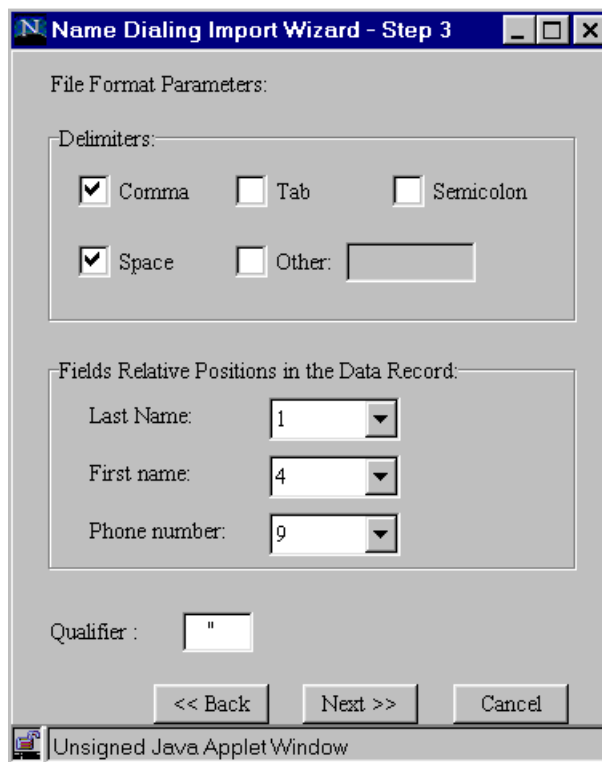 N Name Dialing Import Wizard - Step 3
File Format Parameters:
Delimiters:
Comma Tab Semicolon
Space Other:
Fields Relative Positions in the Data Record:
Last Name: 1
First name: 4
Phone number: 9
Qualifier : "
<< Back Next >> Cancel
Unsigned Java Applet Window